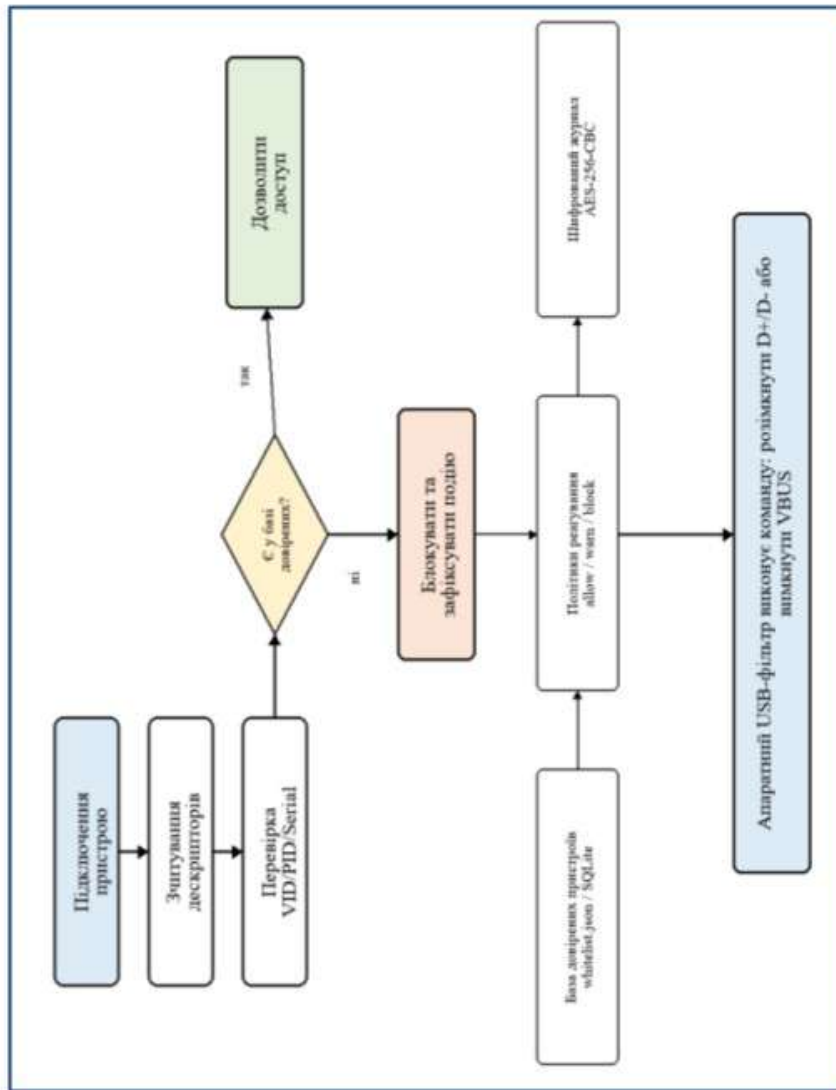 Підключення
пристрою
Зчитування
дескрипторів
Перевірка
VID/PID/Serial
Є у базі
довірених?
так
Дозволити
доступ
ні
Блокувати та
зафіксувати подію
База довірених пристроїв
whitelist.json / SQLite
Політики реагування
allow / warn / block
Шифрований журнал
AES-256-CBC
Апаратний USB-фільтр виконує команду: розімкнути D+/D- або
вимкнути VBUS